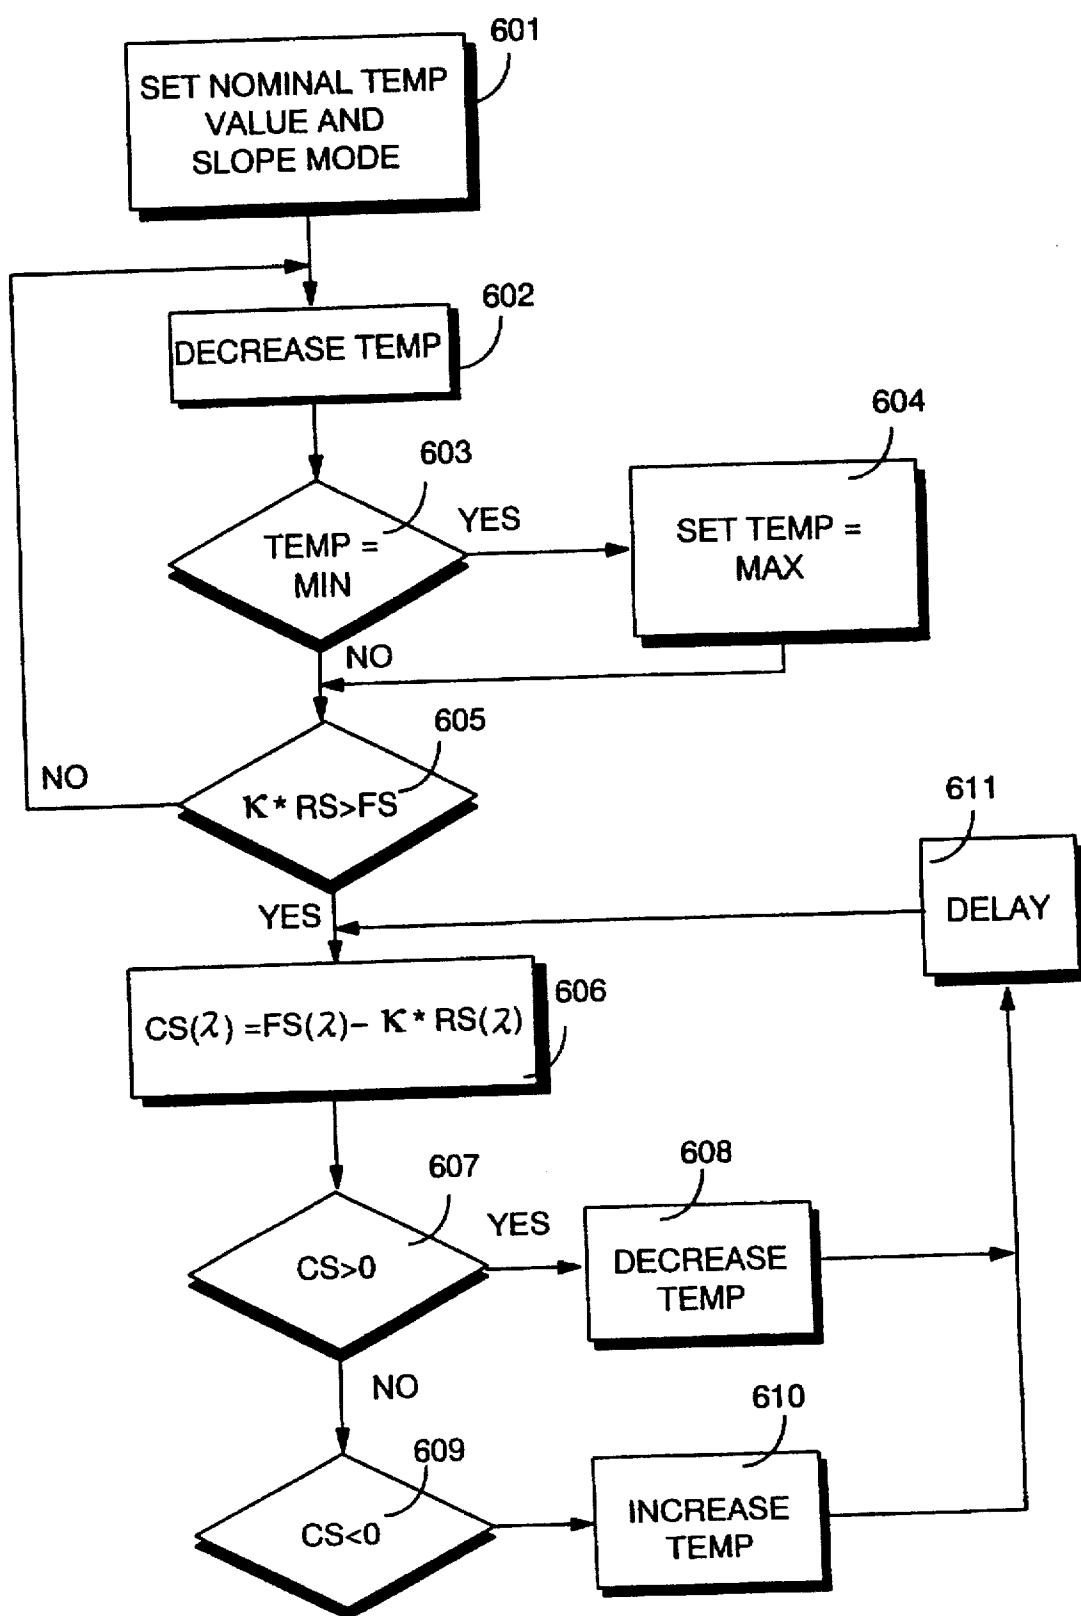 601
SET NOMINAL TEMP
VALUE AND
SLOPE MODE
602
DECREASE TEMP
603
TEMP =
MIN
YES
604
SET TEMP =
MAX
NO
605
K * RS>FS
NO
YES
611
DELAY
606
CS(λ) =FS(λ)– K * RS(λ)
607
CS>0
YES
608
DECREASE
TEMP
NO
609
CS<0
610
INCREASE
TEMP